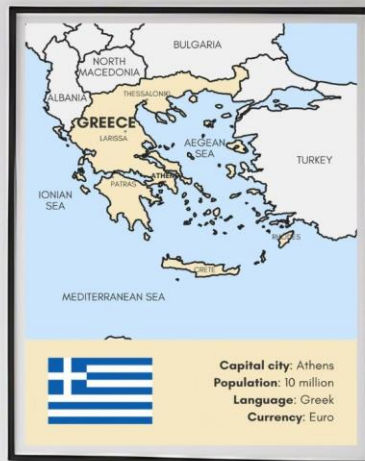 BULGARIA
NORTH
MACEDONIA
THESSALONIKI
ALBANIA
GREECE
LARISSA
AEGEAN
SEA
TURKEY
PATRAS
ATHENS
IONIAN
SEA
RHODES
CRETE
MEDITERRANEAN SEA
Capital city: Athens
Population: 10 million
Language: Greek
Currency: Euro